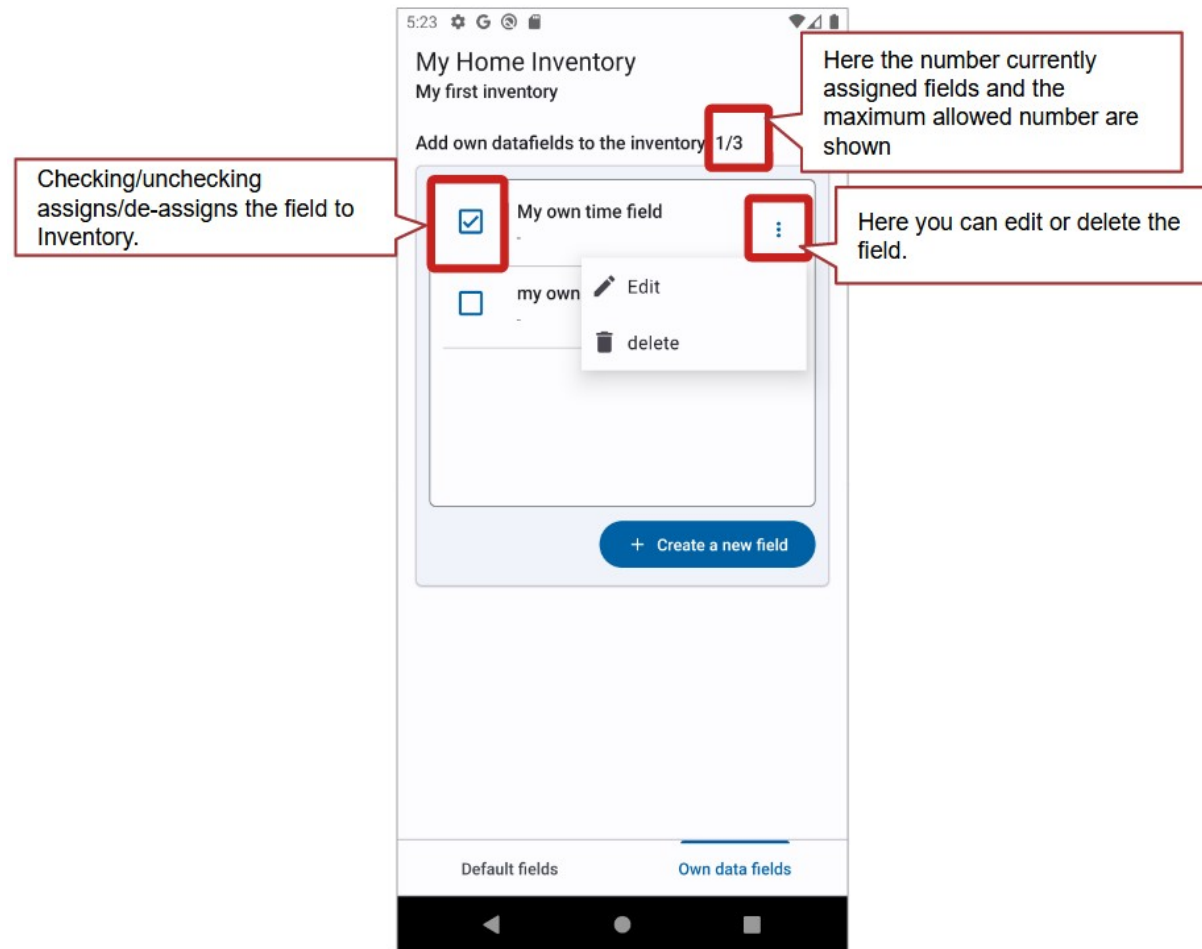 5:23
My Home Inventory
My first inventory
Here the number currently
assigned fields and the
maximum allowed number are
shown
Add own datafields to the inventory 1/3
Checking/unchecking
assigns/de-assigns the field to
Inventory.
My own time field
-
Here you can edit or delete the
field.
Edit
my own
-
delete
+ Create a new field
Default fields
Own data fields